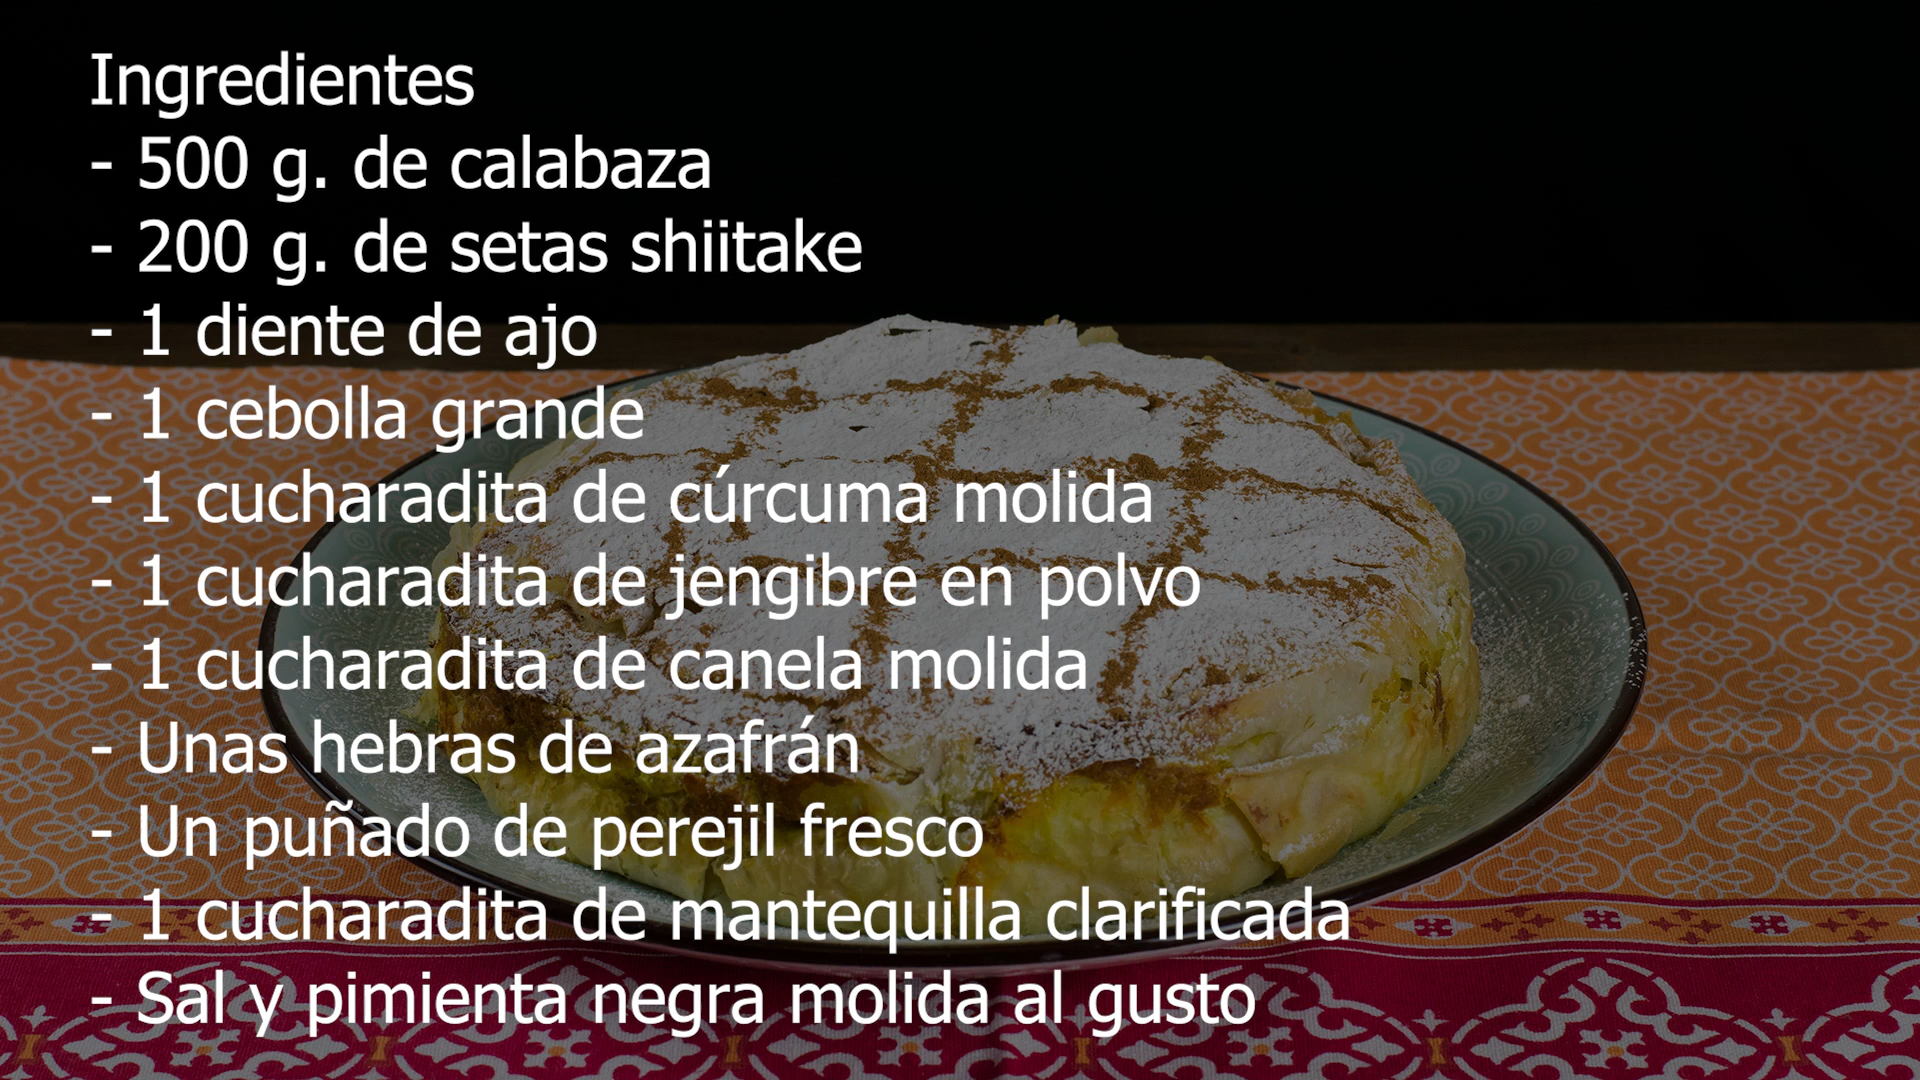 Ingredientes
- 500 g. de calabaza
- 200 g. de setas shiitake
- 1 diente de ajo
- 1 cebolla grande
- 1 cucharadita de cúrcuma molida
- 1 cucharadita de jengibre en polvo
- 1 cucharadita de canela molida
- Unas hebras de azafrán
- Un puñado de perejil fresco
- 1 cucharadita de mantequilla clarificada
- Sal y pimienta negra molida al gusto